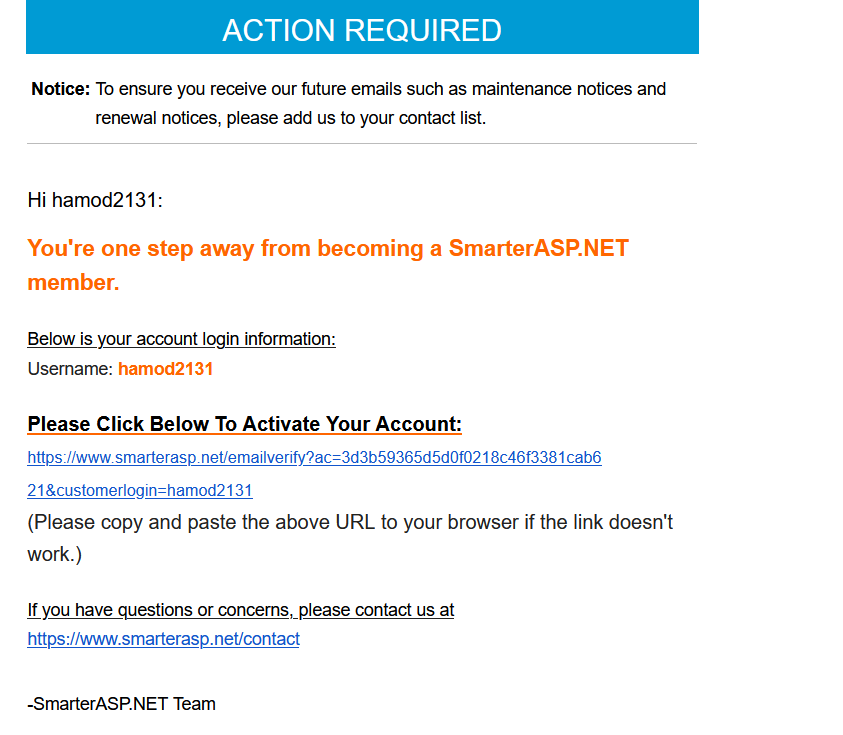 ACTION REQUIRED
Notice: To ensure you receive our future emails such as maintenance notices and
renewal notices, please add us to your contact list.
Hi hamod2131:
You're one step away from becoming a SmarterASP.NET
member.
Below is your account login information:
Username: hamod2131
Please Click Below To Activate Your Account:
https://www.smarterasp.net/emailverify?ac=3d3b59365d5d0f0218c46f3381cab6
21&customerlogin=hamod2131
(Please copy and paste the above URL to your browser if the link doesn't
work.)
If you have questions or concerns, please contact us at
https://www.smarterasp.net/contact
-SmarterASP.NET Team